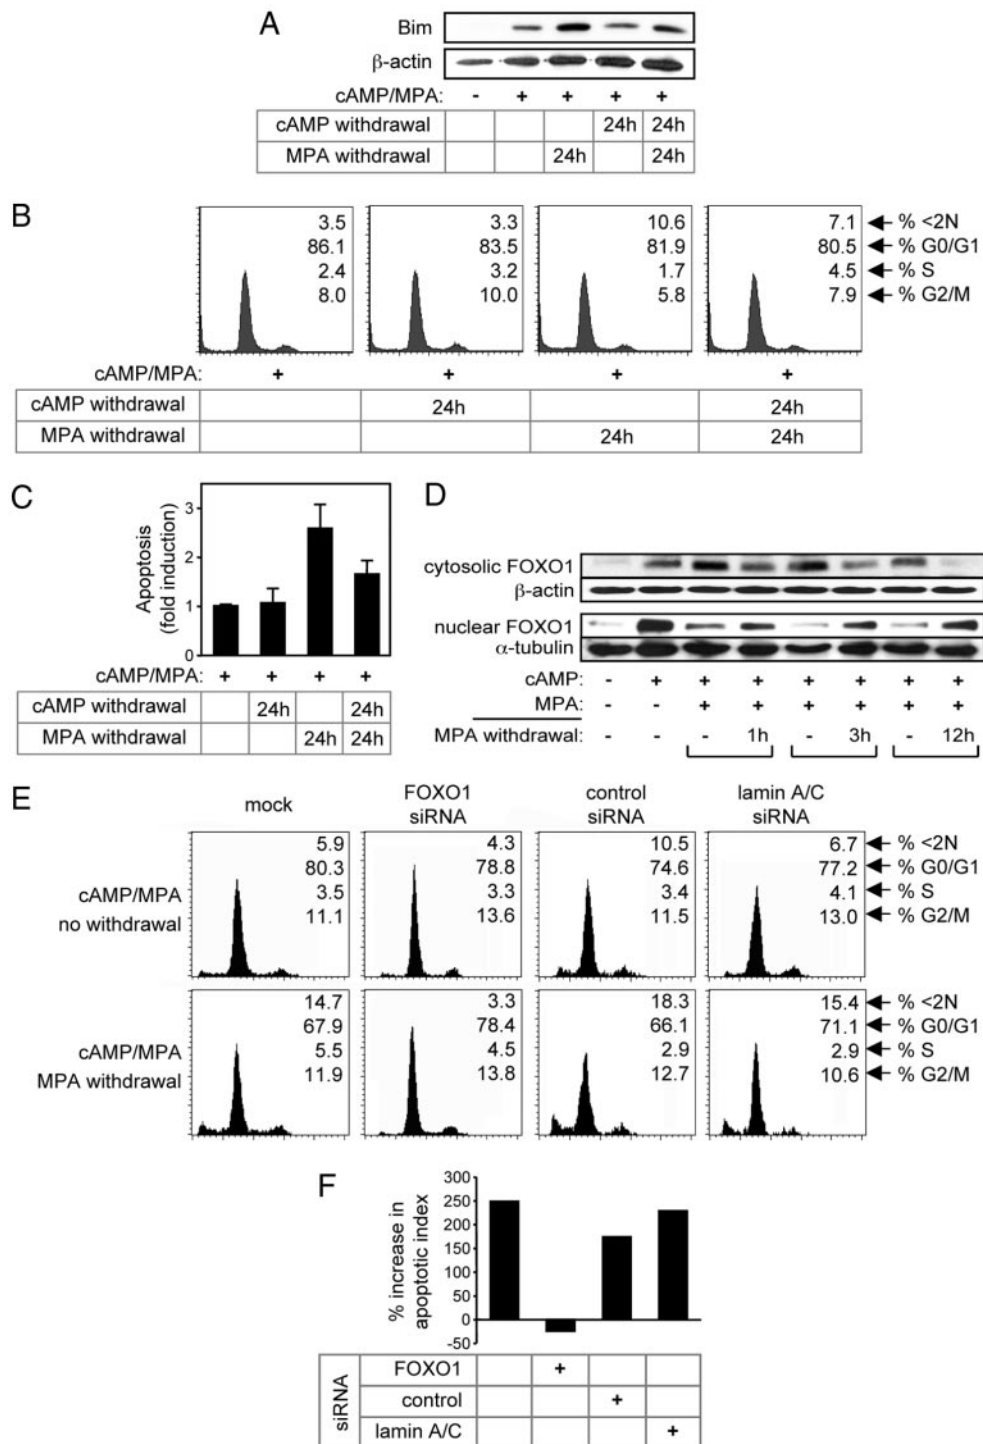 A
Bim
β-actin
cAMP/MPA: - + + + +
cAMP withdrawal 24h 24h
MPA withdrawal 24h 24h
B
3.5 3.3 10.6 7.1 % <2N
86.1 83.5 81.9 80.5 % G0/G1
2.4 3.2 1.7 4.5 % S
8.0 10.0 5.8 7.9 % G2/M
cAMP/MPA: + + + +
cAMP withdrawal 24h 24h
MPA withdrawal 24h 24h
C
Apoptosis
(fold induction)
3
2
1
0
cAMP/MPA: + + + +
cAMP withdrawal 24h 24h
MPA withdrawal 24h 24h
D
cytosolic FOXO1
β-actin
nuclear FOXO1
α-tubulin
cAMP: - + + + + + + +
MPA: - - + + + + + +
MPA withdrawal: - - - 1h - 3h - 12h
E
mock FOXO1 siRNA control siRNA lamin A/C siRNA
cAMP/MPA
no withdrawal
5.9 4.3 10.5 6.7 % <2N
80.3 78.8 74.6 77.2 % G0/G1
3.5 3.3 3.4 4.1 % S
11.1 13.6 11.5 13.0 % G2/M
cAMP/MPA
MPA withdrawal
14.7 3.3 18.3 15.4 % <2N
67.9 78.4 66.1 71.1 % G0/G1
5.5 4.5 2.9 2.9 % S
11.9 13.8 12.7 10.6 % G2/M
F
% increase in
apoptotic index
300
250
200
150
100
50
0
-50
siRNA
FOXO1 +
control +
lamin A/C +